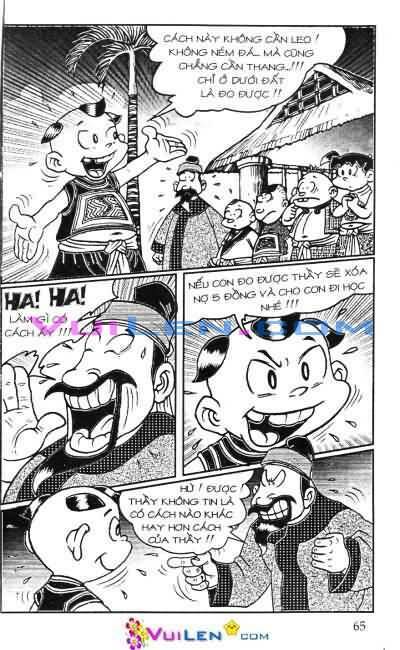 CÁCH NÀY KHÔNG CẦN LEO !
KHÔNG NÉM ĐÁ... MÀ CŨNG
CHẲNG CẦN THANG..!!!
CHỈ Ở DƯỚI ĐẤT
LÀ ĐO ĐƯỢC !!
HA! HA!
LÀM GÌ CÓ
CÁCH ẤY !!!
NẾU CON ĐO ĐƯỢC THẦY SẼ XÓA
NỢ 5 ĐỒNG VÀ CHO CON ĐI HỌC
NHÉ !!!
VUILEN.COM
HỪ ! ĐƯỢC
THẦY KHÔNG TIN LÀ
CÓ CÁCH NÀO KHÁC
HAY HƠN CÁCH
CỦA THẦY !!
65
VUILEN.COM